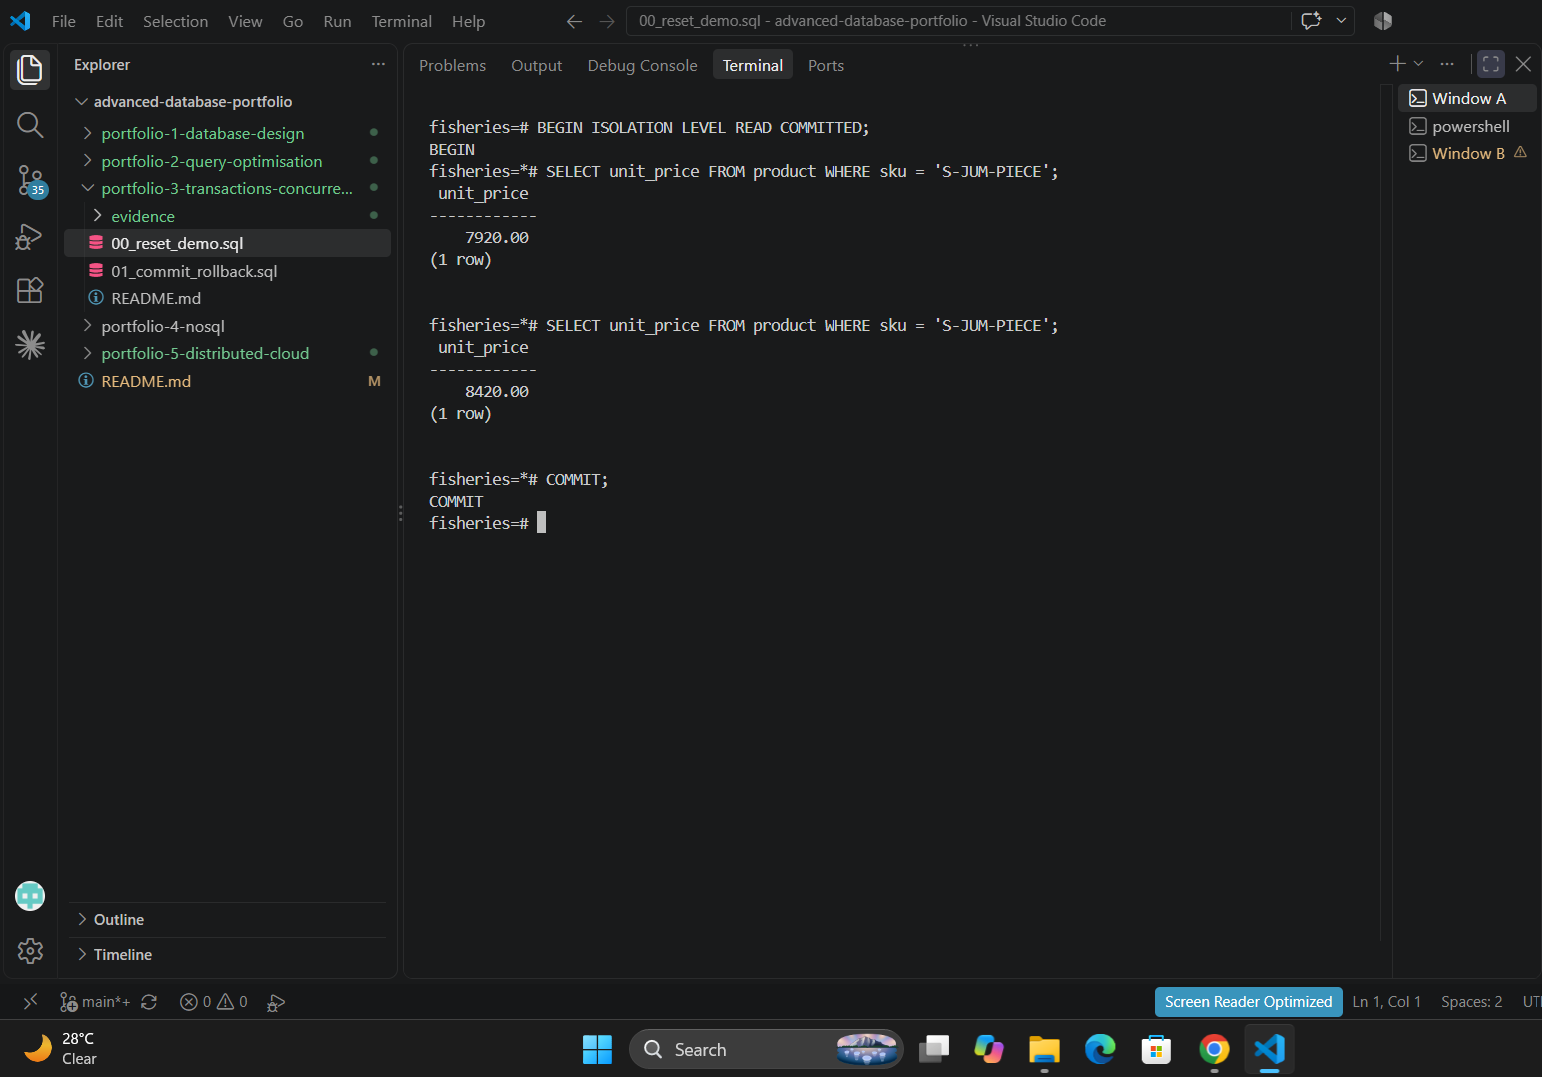 File Edit Selection View Go Run Terminal Help
00_reset_demo.sql - advanced-database-portfolio - Visual Studio Code
Explorer
advanced-database-portfolio
portfolio-1-database-design
portfolio-2-query-optimisation
portfolio-3-transactions-concurre...
evidence
00_reset_demo.sql
01_commit_rollback.sql
README.md
portfolio-4-nosql
portfolio-5-distributed-cloud
README.md M
35
Outline
Timeline
Problems Output Debug Console Terminal Ports
fisheries=# BEGIN ISOLATION LEVEL READ COMMITTED;
BEGIN
fisheries=*# SELECT unit_price FROM product WHERE sku = 'S-JUM-PIECE';
unit_price
------------
7920.00
(1 row)
fisheries=*# SELECT unit_price FROM product WHERE sku = 'S-JUM-PIECE';
unit_price
------------
8420.00
(1 row)
fisheries=*# COMMIT;
COMMIT
fisheries=#
Window A
powershell
Window B
main*+ 0 0
Screen Reader Optimized Ln 1, Col 1 Spaces: 2 UT
28°C
Clear
Search